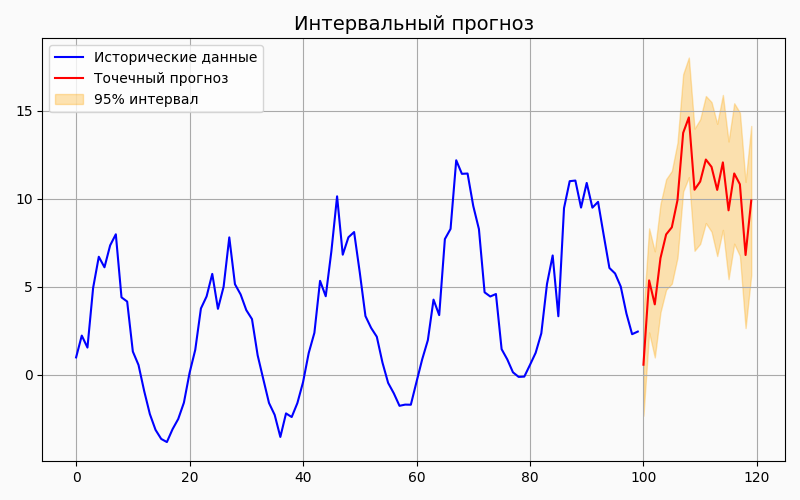 Интервальный прогноз
Исторические данные
Точечный прогноз
95% интервал
15
10
5
0
0 20 40 60 80 100 120